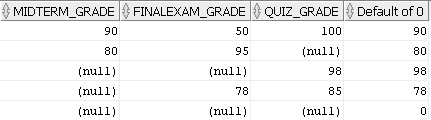 MIDTERM_GRADE FINALEXAM_GRADE QUIZ_GRADE Default of 0
90 50 100 90
80 95 (null) 80
(null) (null) 98 98
(null) 78 85 78
(null) (null) (null) 0